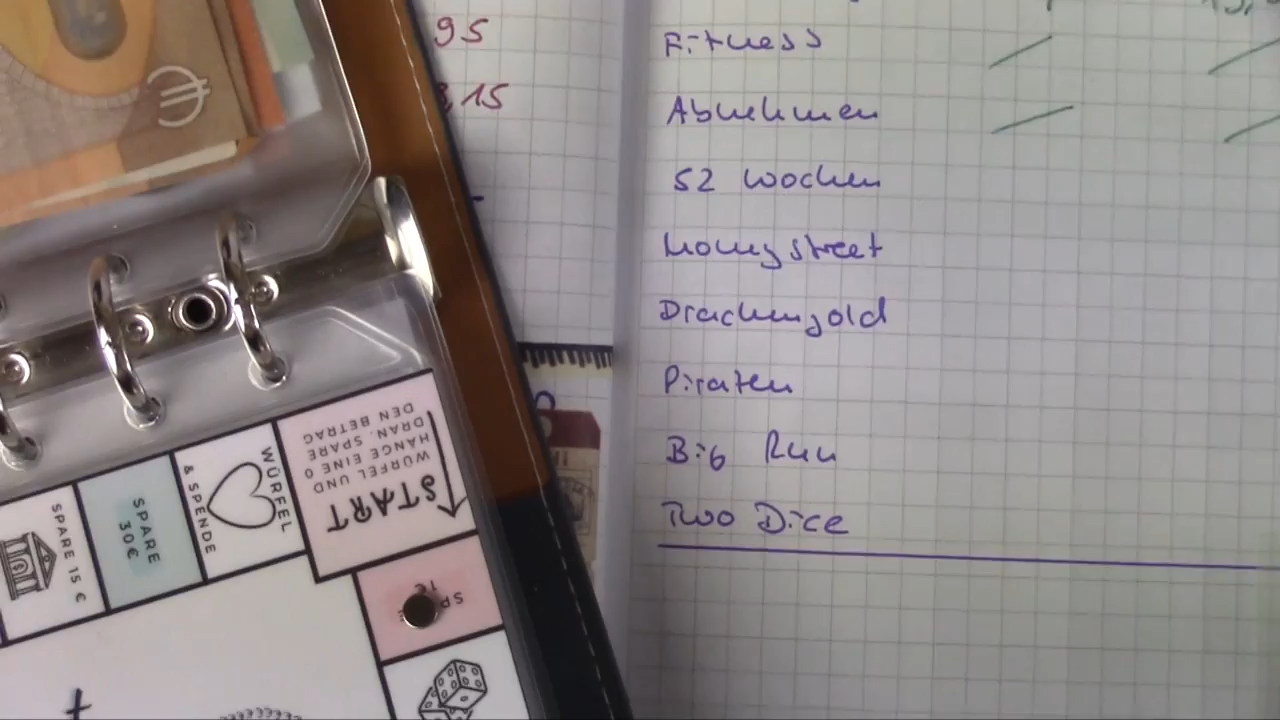 95
,15
Fitness
Abnehmen
52 Wochen
Moneystreet
Drachengold
Piraten
Big Run
Two Dice
START
WÜRFEL UND
HÄNGE EINE 0
DRAN. SPARE
DEN BETRAG
WÜRFEL
& SPENDE
SPARE
30€
SPARE 15 €